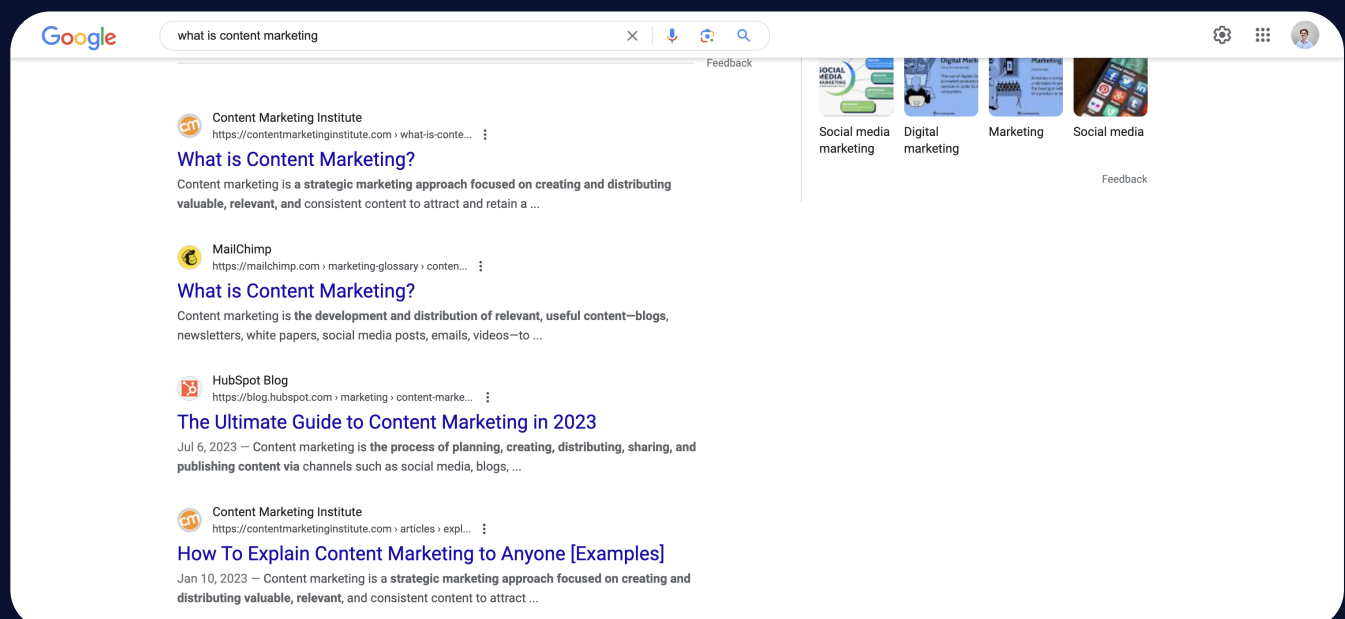 Google
what is content marketing
Feedback
Content Marketing Institute
https://contentmarketinginstitute.com › what-is-conte...
What is Content Marketing?
Content marketing is a strategic marketing approach focused on creating and distributing
valuable, relevant, and consistent content to attract and retain a ...
MailChimp
https://mailchimp.com › marketing-glossary › conten...
What is Content Marketing?
Content marketing is the development and distribution of relevant, useful content—blogs,
newsletters, white papers, social media posts, emails, videos—to ...
HubSpot Blog
https://blog.hubspot.com › marketing › content-marke...
The Ultimate Guide to Content Marketing in 2023
Jul 6, 2023 — Content marketing is the process of planning, creating, distributing, sharing, and
publishing content via channels such as social media, blogs, ...
Content Marketing Institute
https://contentmarketinginstitute.com › articles › expl...
How To Explain Content Marketing to Anyone [Examples]
Jan 10, 2023 — Content marketing is a strategic marketing approach focused on creating and
distributing valuable, relevant, and consistent content to attract ...
SOCIAL
MEDIA
MARKETING
Digital Mark
Social media
marketing
Digital
marketing
Marketing
Social media
Feedback